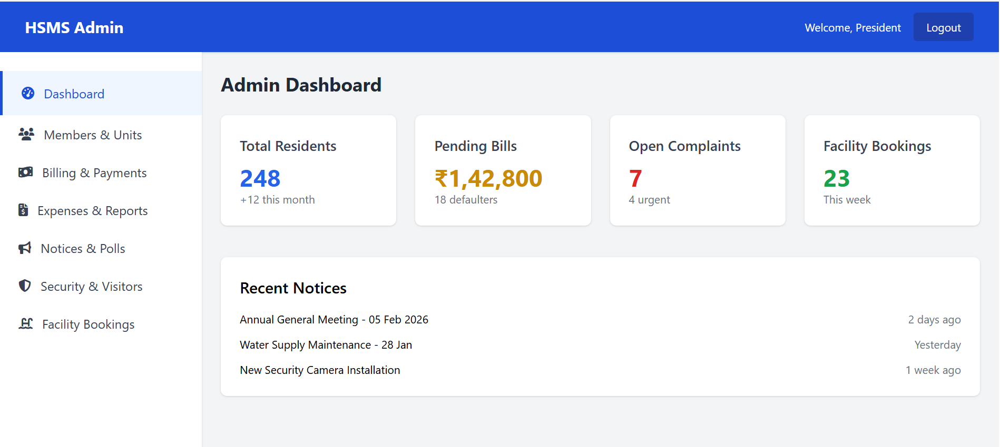 HSMS Admin
Welcome, President
Logout
Dashboard
Members & Units
Billing & Payments
Expenses & Reports
Notices & Polls
Security & Visitors
Facility Bookings
Admin Dashboard
Total Residents
248
+12 this month
Pending Bills
₹1,42,800
18 defaulters
Open Complaints
7
4 urgent
Facility Bookings
23
This week
Recent Notices
Annual General Meeting - 05 Feb 2026
2 days ago
Water Supply Maintenance - 28 Jan
Yesterday
New Security Camera Installation
1 week ago